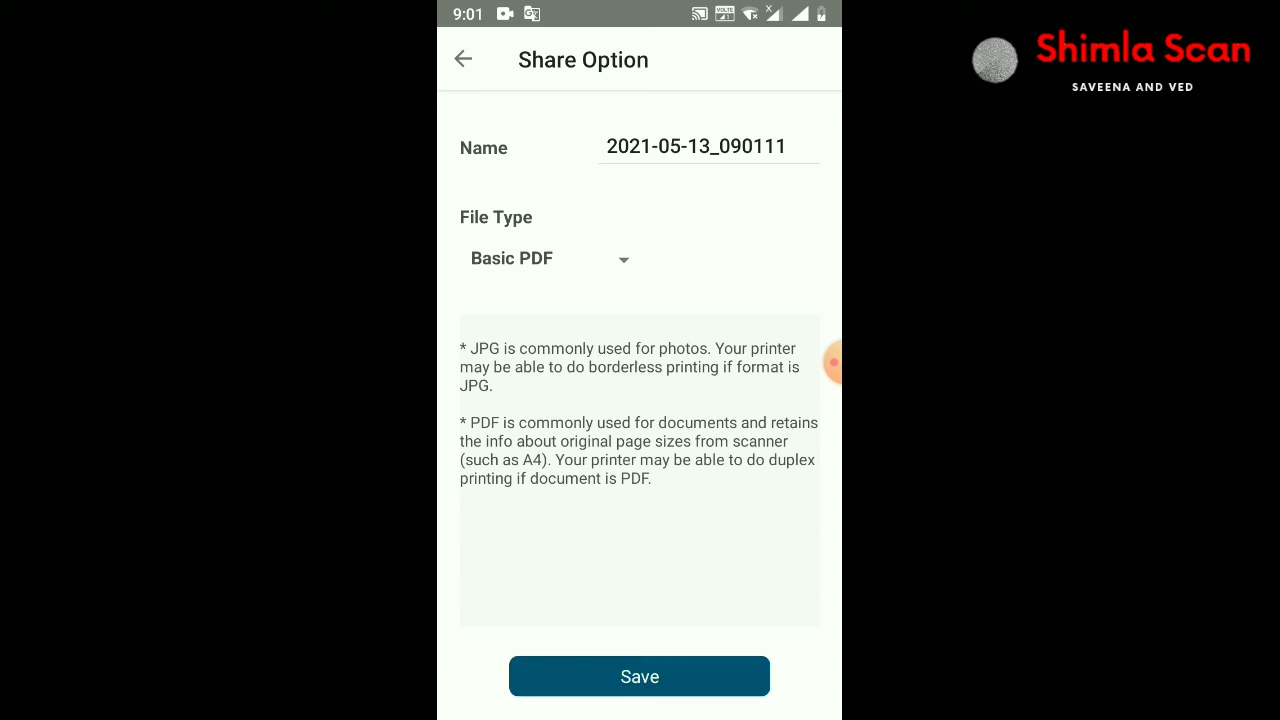 9:01
VOLTE
Shimla Scan
SAVEENA AND VED
Share Option
Name
2021-05-13_090111
File Type
Basic PDF
* JPG is commonly used for photos. Your printer
may be able to do borderless printing if format is
JPG.
* PDF is commonly used for documents and retains
the info about original page sizes from scanner
(such as A4). Your printer may be able to do duplex
printing if document is PDF.
Save